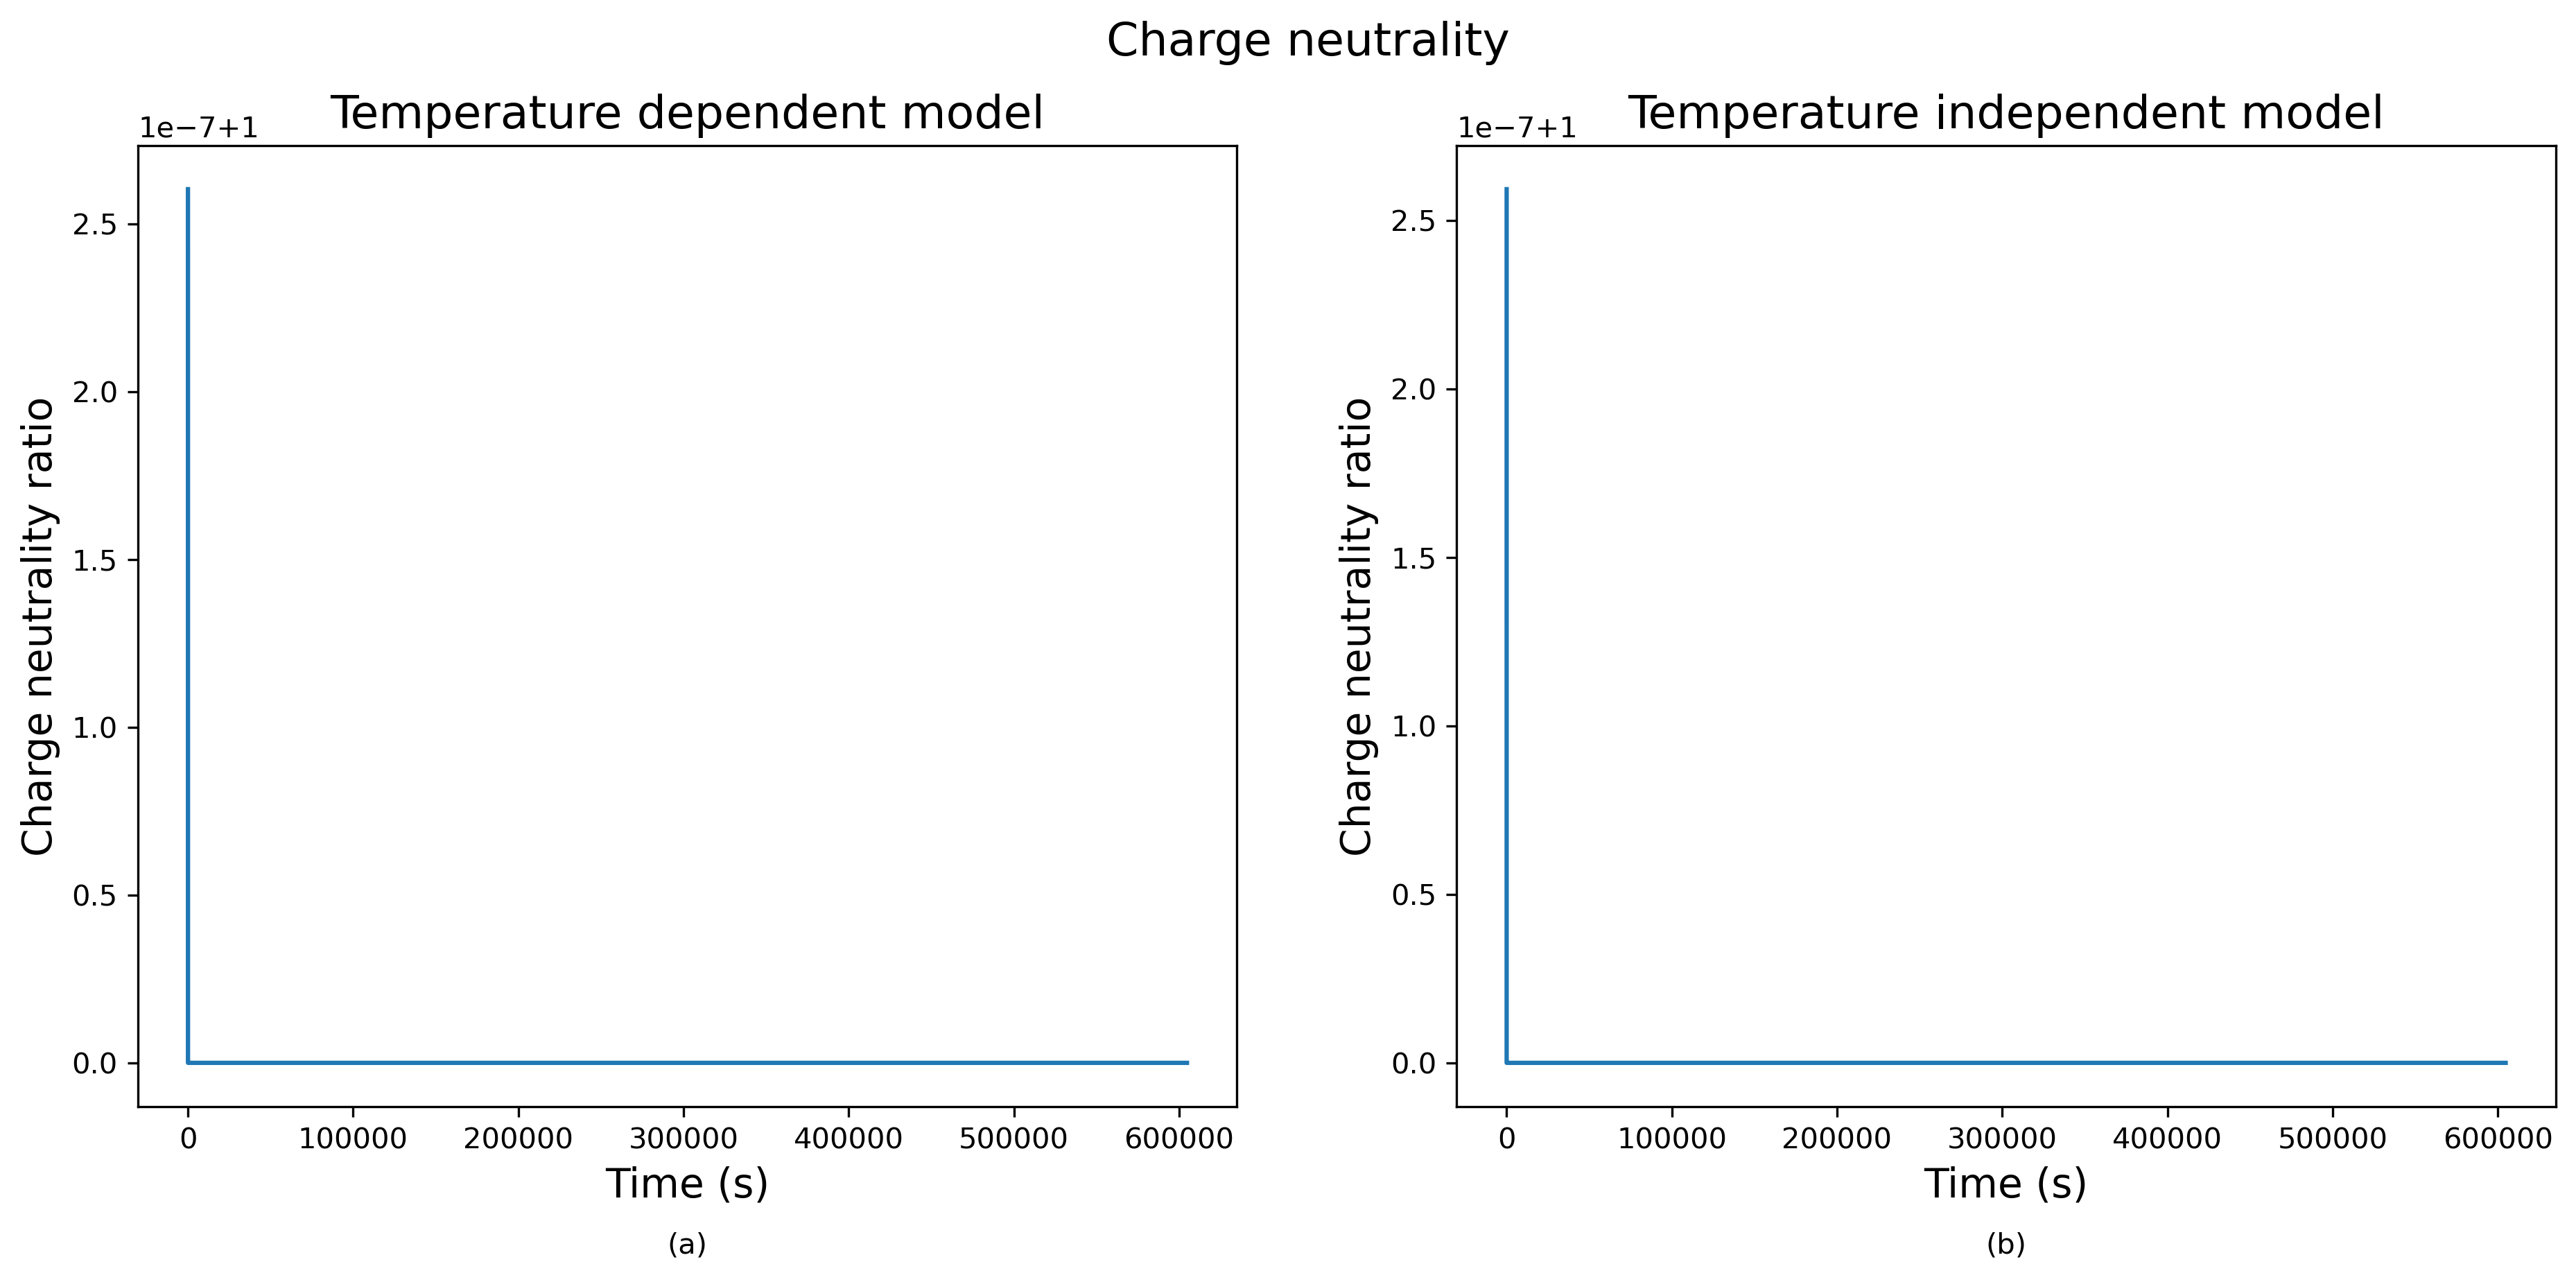 Charge neutrality
Temperature dependent model
1e−7+1
Charge neutrality ratio
2.5
2.0
1.5
1.0
0.5
0.0
0 100000 200000 300000 400000 500000 600000
Time (s)
(a)
Temperature independent model
1e−7+1
Charge neutrality ratio
2.5
2.0
1.5
1.0
0.5
0.0
0 100000 200000 300000 400000 500000 600000
Time (s)
(b)